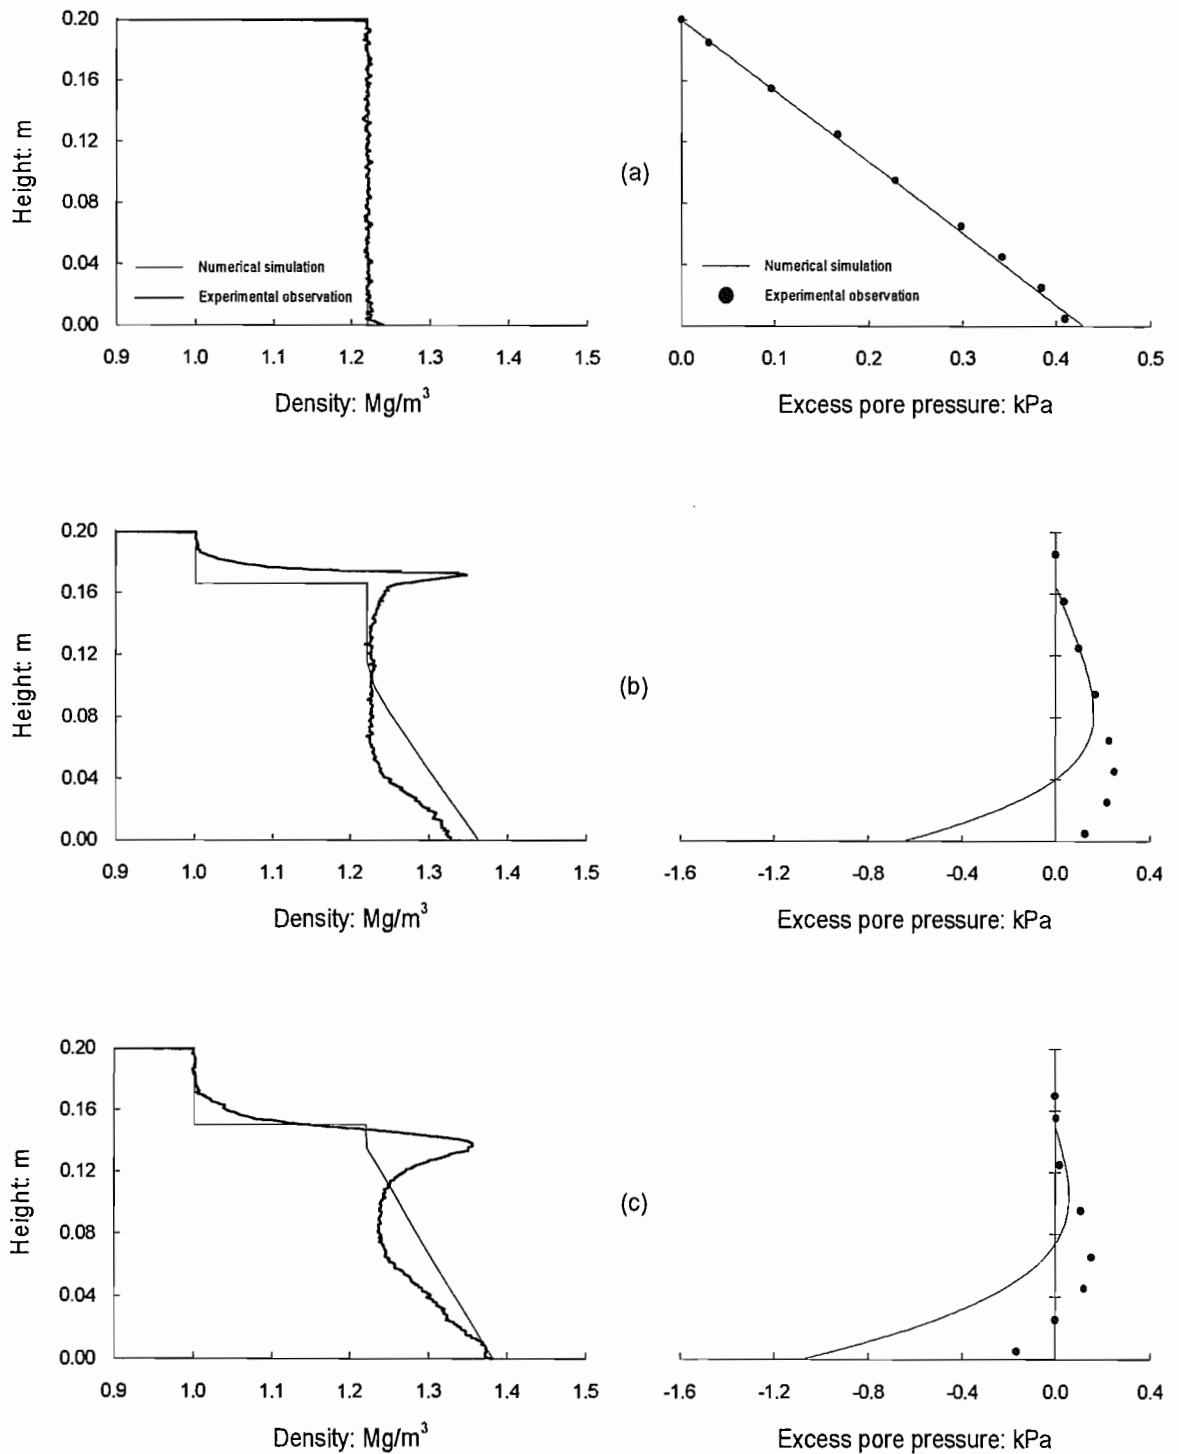 0.20
0.16
0.12
0.08
0.04
0.00
Height: m
Numerical simulation
Experimental observation
0.9 1.0 1.1 1.2 1.3 1.4 1.5
Density: Mg/m³
(a)
Numerical simulation
Experimental observation
0.0 0.1 0.2 0.3 0.4 0.5
Excess pore pressure: kPa
0.20
0.16
0.12
0.08
0.04
0.00
Height: m
0.9 1.0 1.1 1.2 1.3 1.4 1.5
Density: Mg/m³
(b)
-1.6 -1.2 -0.8 -0.4 0.0 0.4
Excess pore pressure: kPa
0.20
0.16
0.12
0.08
0.04
0.00
Height: m
0.9 1.0 1.1 1.2 1.3 1.4 1.5
Density: Mg/m³
(c)
-1.6 -1.2 -0.8 -0.4 0.0 0.4
Excess pore pressure: kPa